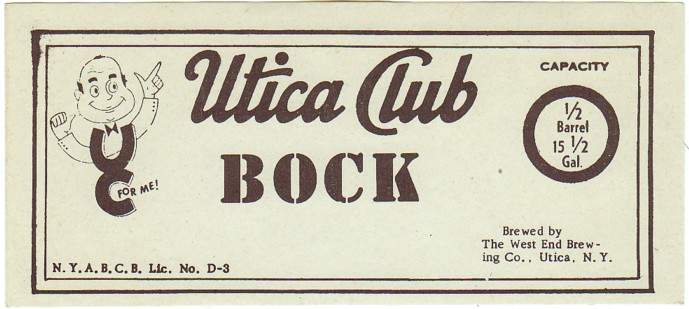 Utica Club
BOCK
UC
FOR ME!
CAPACITY
1/2
Barrel
15 1/2
Gal.
Brewed by
The West End Brew-
ing Co., Utica, N. Y.
N. Y. A. B. C. B. Lic. No. D-3